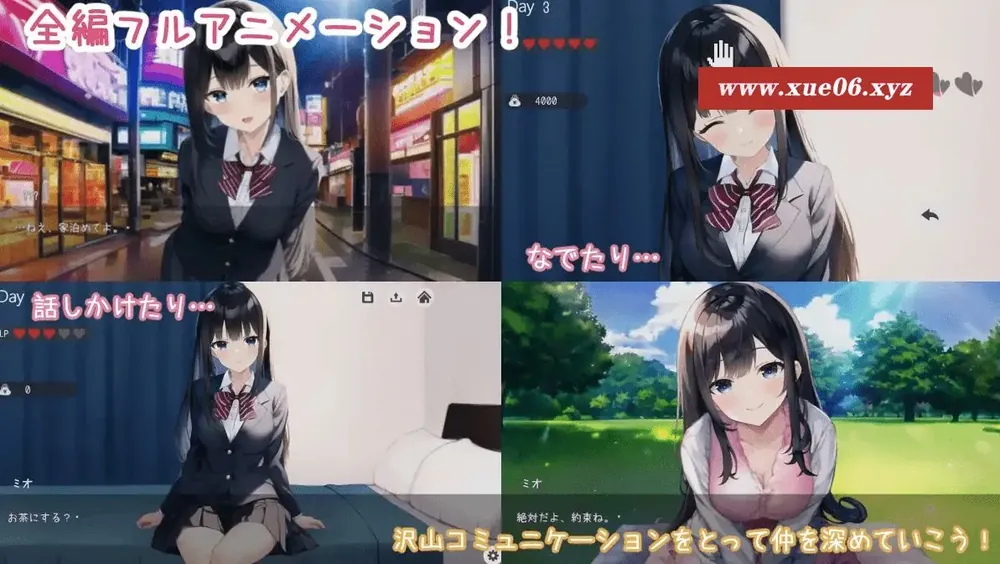 全編フルアニメーション！
???
…ねえ、家泊めてよ。
Day 3
4000
www.xue06.xyz
なでたり…
Day
話しかけたり…
LP
0
ミオ
お茶にする？
ミオ
絶対だよ、約束ね。
沢山コミュニケーションをとって仲を深めていこう！